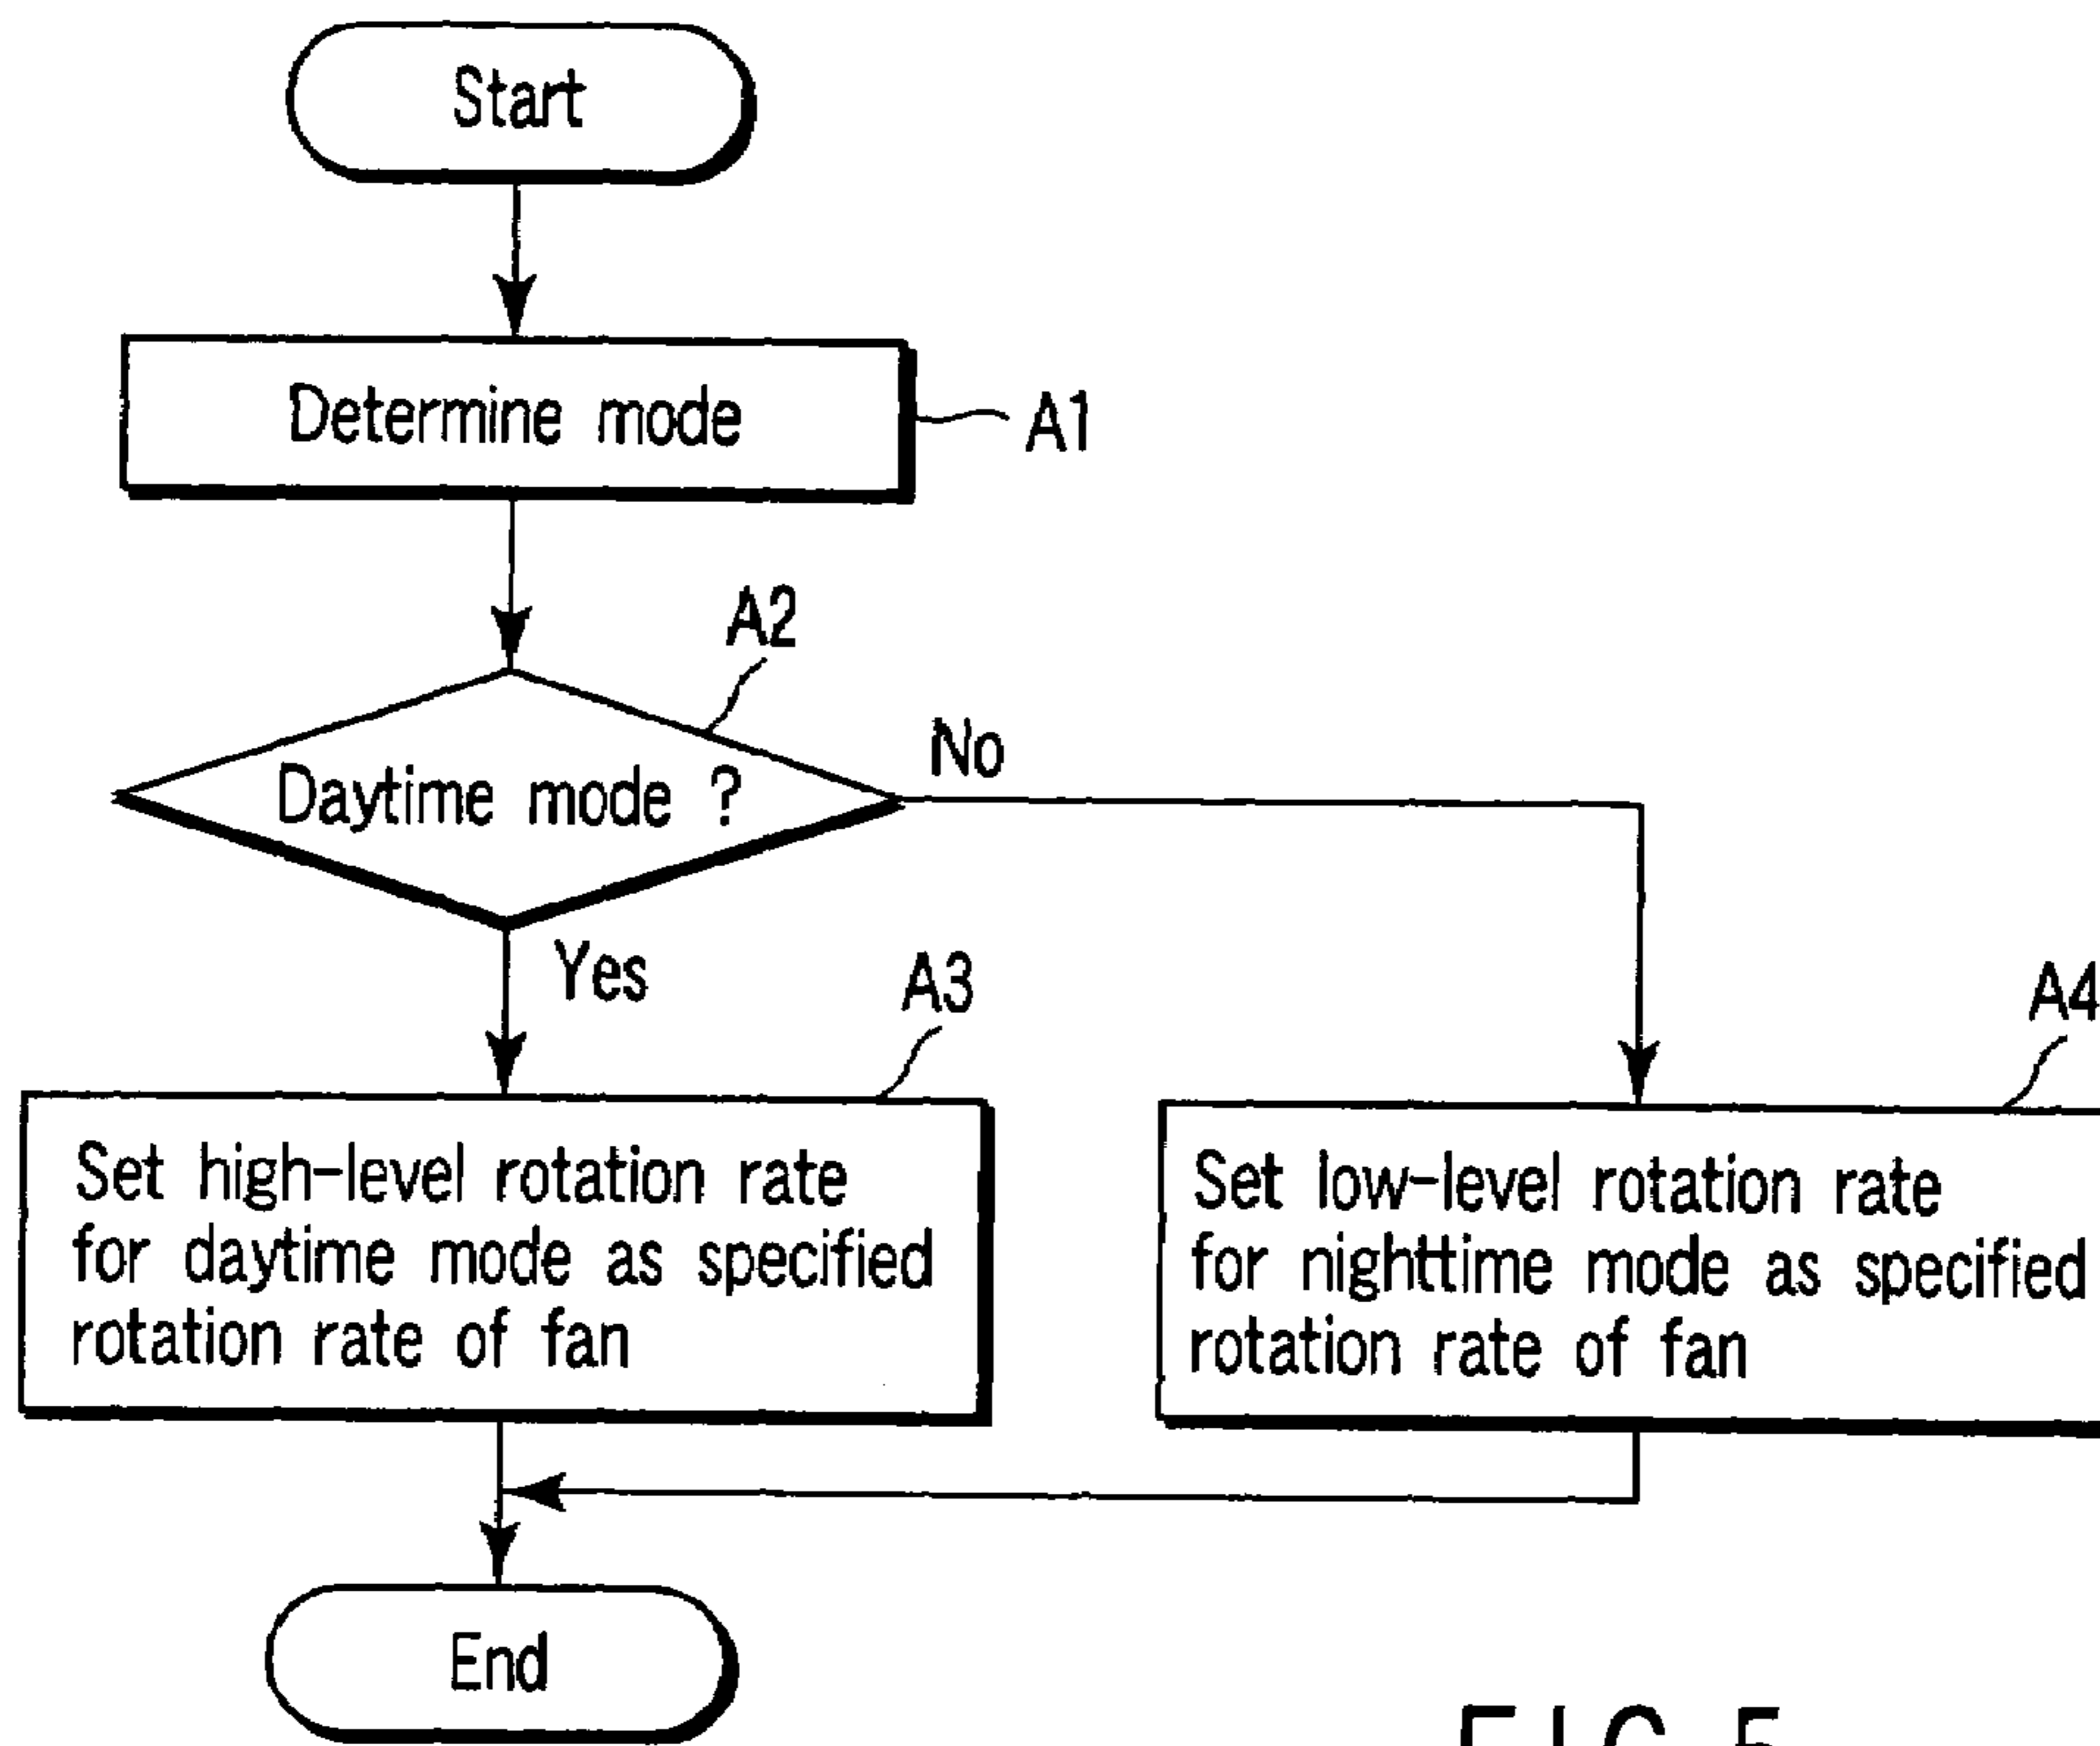 Start
Determine mode
A1
A2
Daytime mode ?
No
Yes
A3
A4
Set high-level rotation rate
for daytime mode as specified
rotation rate of fan
Set low-level rotation rate
for nighttime mode as specified
rotation rate of fan
End
FIG. 5